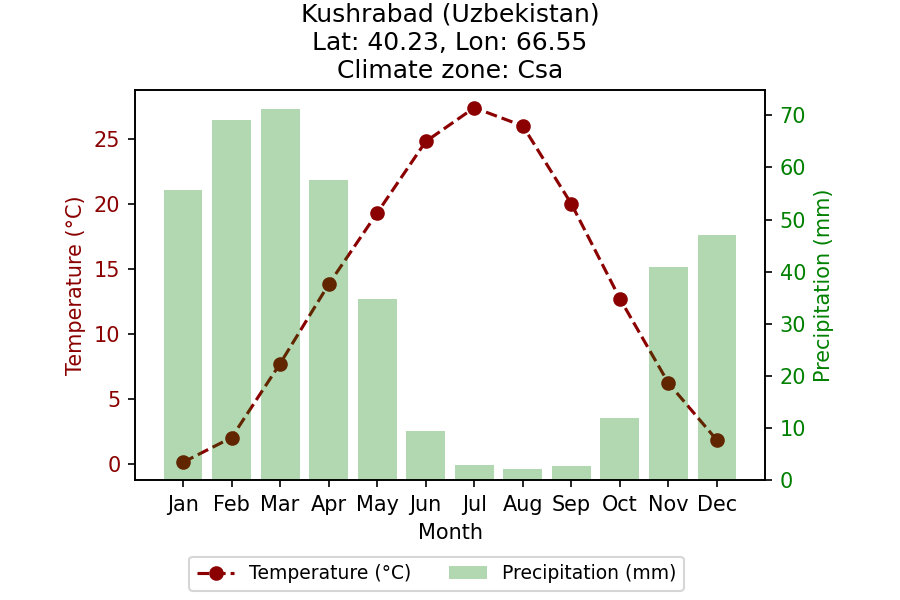 Kushrabad (Uzbekistan)
Lat: 40.23, Lon: 66.55
Climate zone: Csa
Temperature (°C)
25
20
15
10
5
0
Precipitation (mm)
70
60
50
40
30
20
10
0
Jan Feb Mar Apr May Jun Jul Aug Sep Oct Nov Dec
Month
Temperature (°C) Precipitation (mm)